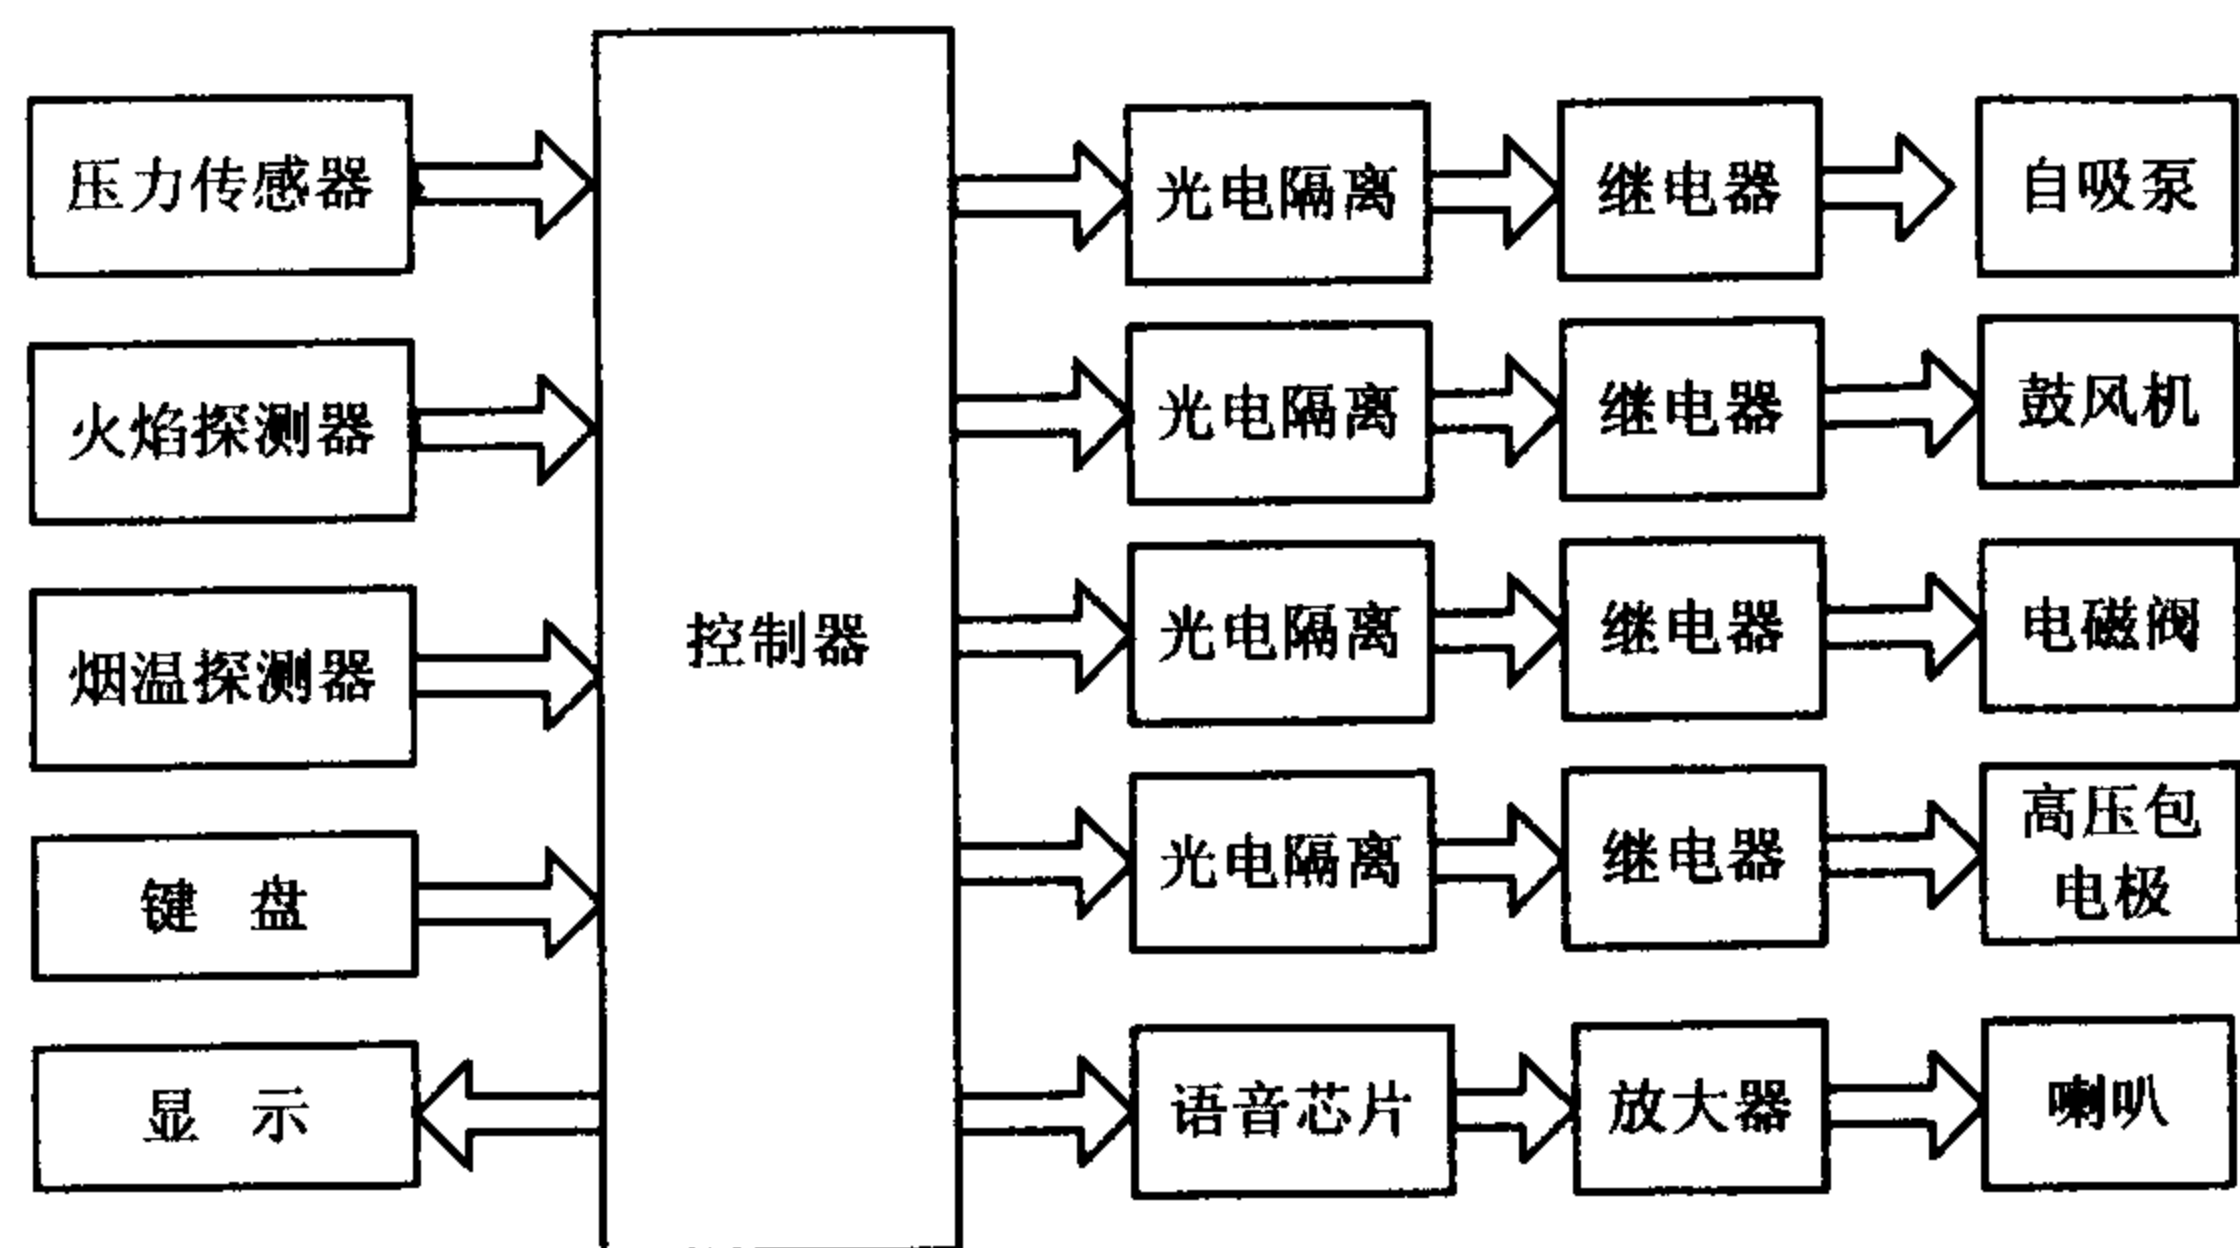 压力传感器
火焰探测器
烟温探测器
键 盘
显 示
控制器
光电隔离
继电器
自吸泵
光电隔离
继电器
鼓风机
光电隔离
继电器
电磁阀
光电隔离
继电器
高压包
电极
语音芯片
放大器
喇叭